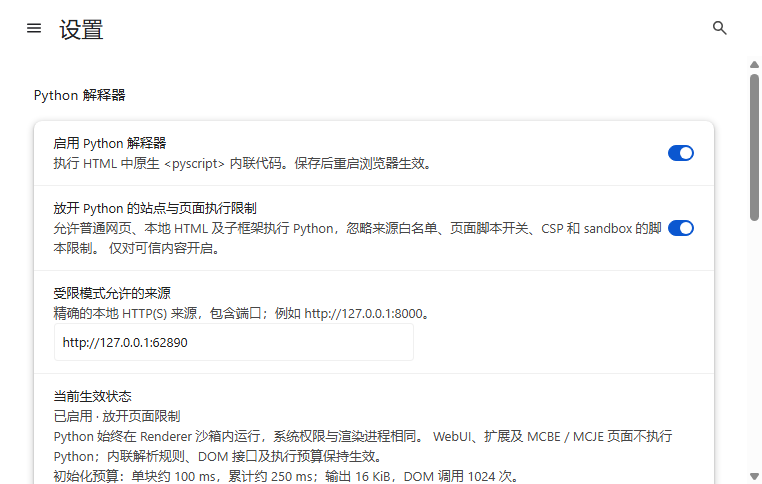 设置
Python 解释器
启用 Python 解释器
执行 HTML 中原生 <pyscript> 内联代码。保存后重启浏览器生效。
放开 Python 的站点与页面执行限制
允许普通网页、本地 HTML 及子框架执行 Python，忽略来源白名单、页面脚本开关、CSP 和 sandbox 的脚
本限制。 仅对可信内容开启。
受限模式允许的来源
精确的本地 HTTP(S) 来源，包含端口；例如 http://127.0.0.1:8000。
http://127.0.0.1:62890
当前生效状态
已启用 · 放开页面限制
Python 始终在 Renderer 沙箱内运行，系统权限与渲染进程相同。 WebUI、扩展及 MCBE / MCJE 页面不执行
Python；内联解析规则、DOM 接口及执行预算保持生效。
初始化预算：单块约 100 ms，累计约 250 ms；输出 16 KiB，DOM 调用 1024 次。